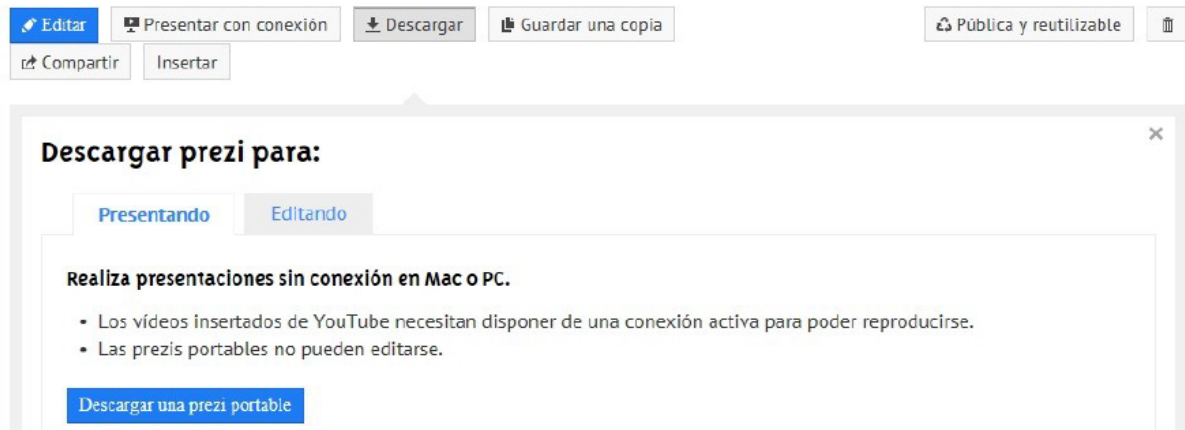 Editar Presentar con conexión Descargar Guardar una copia Pública y reutilizable
Compartir Insertar
Descargar prezi para:
Presentando Editando
Realiza presentaciones sin conexión en Mac o PC.
• Los vídeos insertados de YouTube necesitan disponer de una conexión activa para poder reproducirse.
• Las prezis portables no pueden editarse.
Descargar una prezi portable